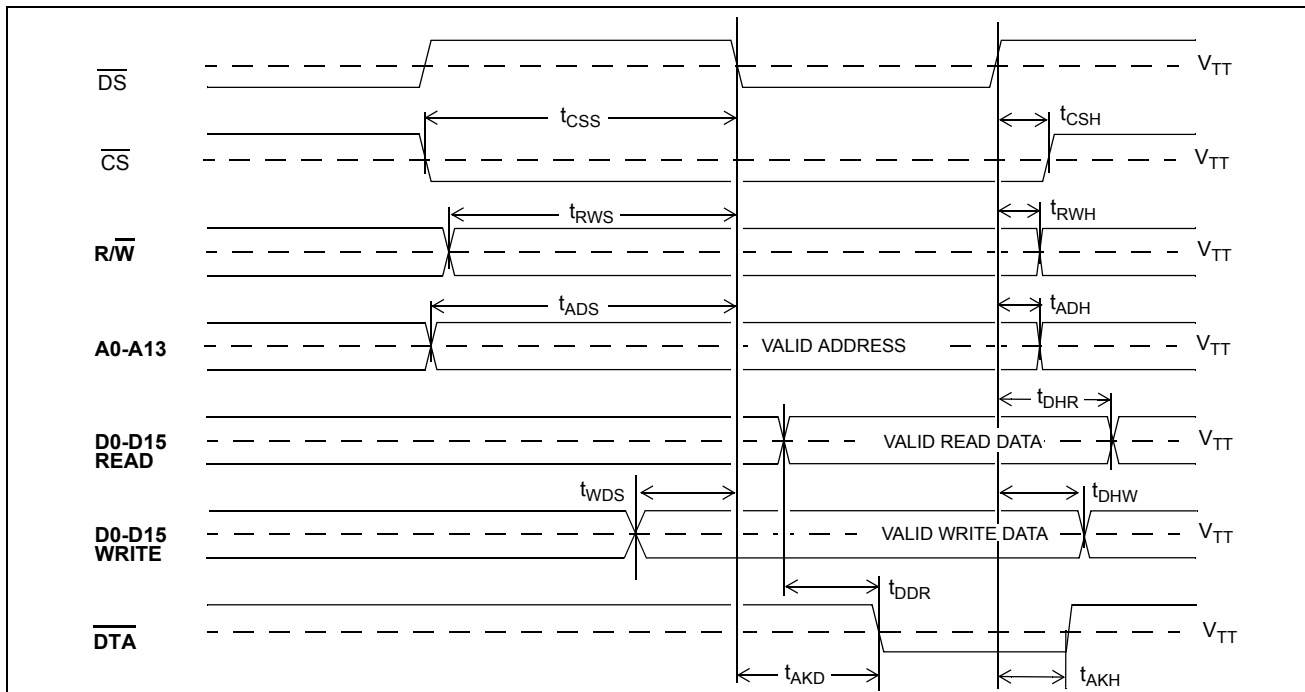 DS
VTT
tCSS
tCSH
CS
VTT
tRWS
tRWH
R/W
VTT
tADS
tADH
A0-A13
VALID ADDRESS
VTT
tDHR
D0-D15
READ
VALID READ DATA
VTT
tWDS
tDHW
D0-D15
WRITE
VALID WRITE DATA
VTT
tDDR
DTA
VTT
tAKD
tAKH